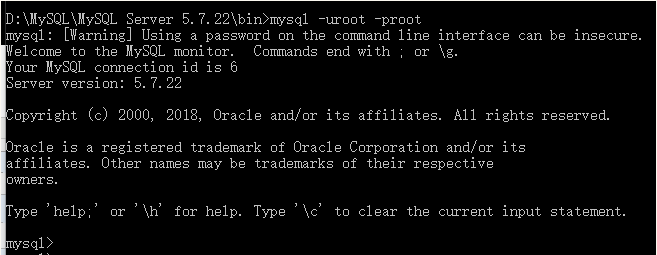 D:\MySQL\MySQL Server 5.7.22\bin>mysql -uroot -proot
mysql: [Warning] Using a password on the command line interface can be insecure.
Welcome to the MySQL monitor.  Commands end with ; or \g.
Your MySQL connection id is 6
Server version: 5.7.22
Copyright (c) 2000, 2018, Oracle and/or its affiliates. All rights reserved.
Oracle is a registered trademark of Oracle Corporation and/or its
affiliates. Other names may be trademarks of their respective
owners.
Type 'help;' or '\h' for help. Type '\c' to clear the current input statement.
mysql>